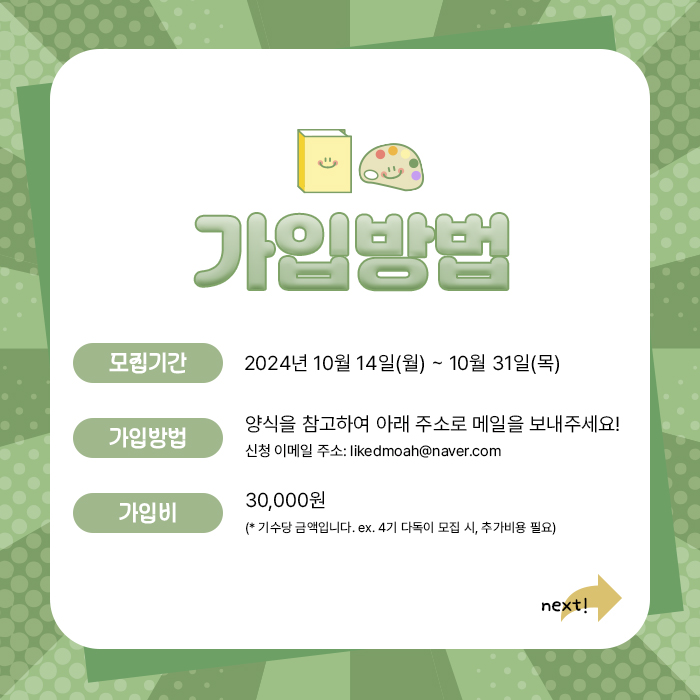 가입방법
모집기간
2024년 10월 14일(월) ~ 10월 31일(목)
가입방법
양식을 참고하여 아래 주소로 메일을 보내주세요!
신청 이메일 주소: likedmoah@naver.com
가입비
30,000원
(* 기수당 금액입니다. ex. 4기 다독이 모집 시, 추가비용 필요)
next!